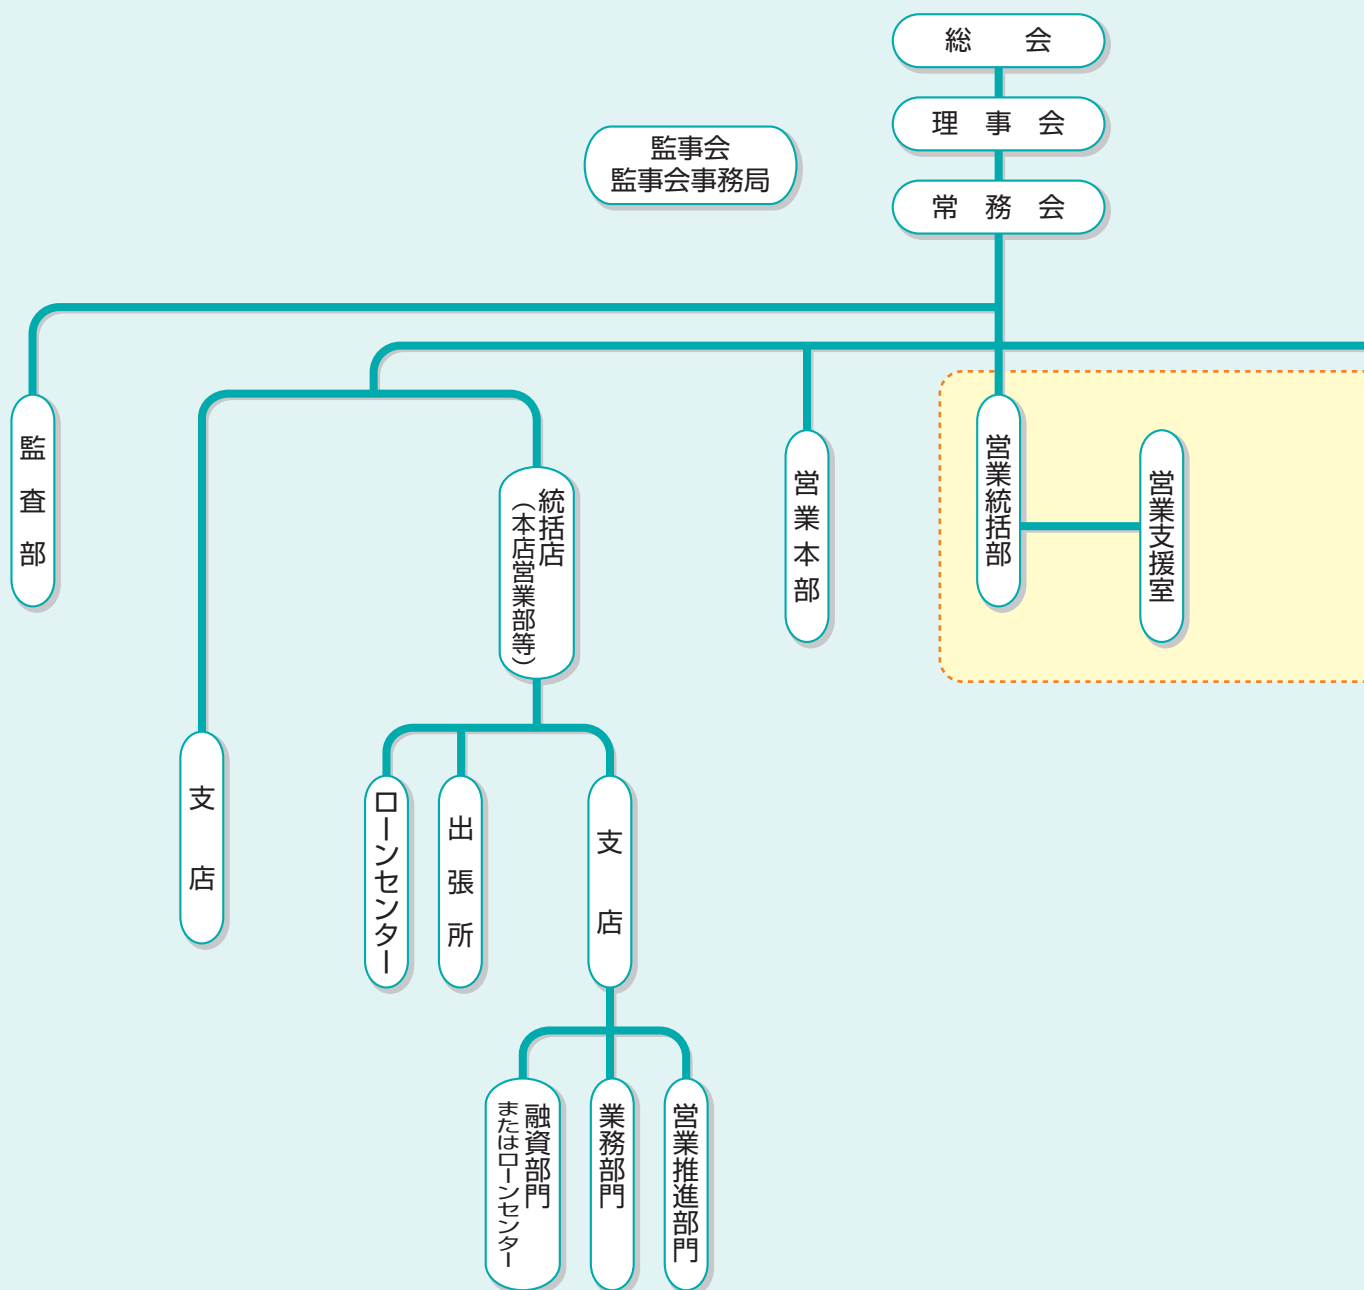 総会
理事会
監事会
監事会事務局
常務会
監査部
統括店
(本店営業部等)
営業本部
営業統括部
営業支援室
支店
ローンセンター
出張所
支店
融資部門
またはローンセンター
業務部門
営業推進部門